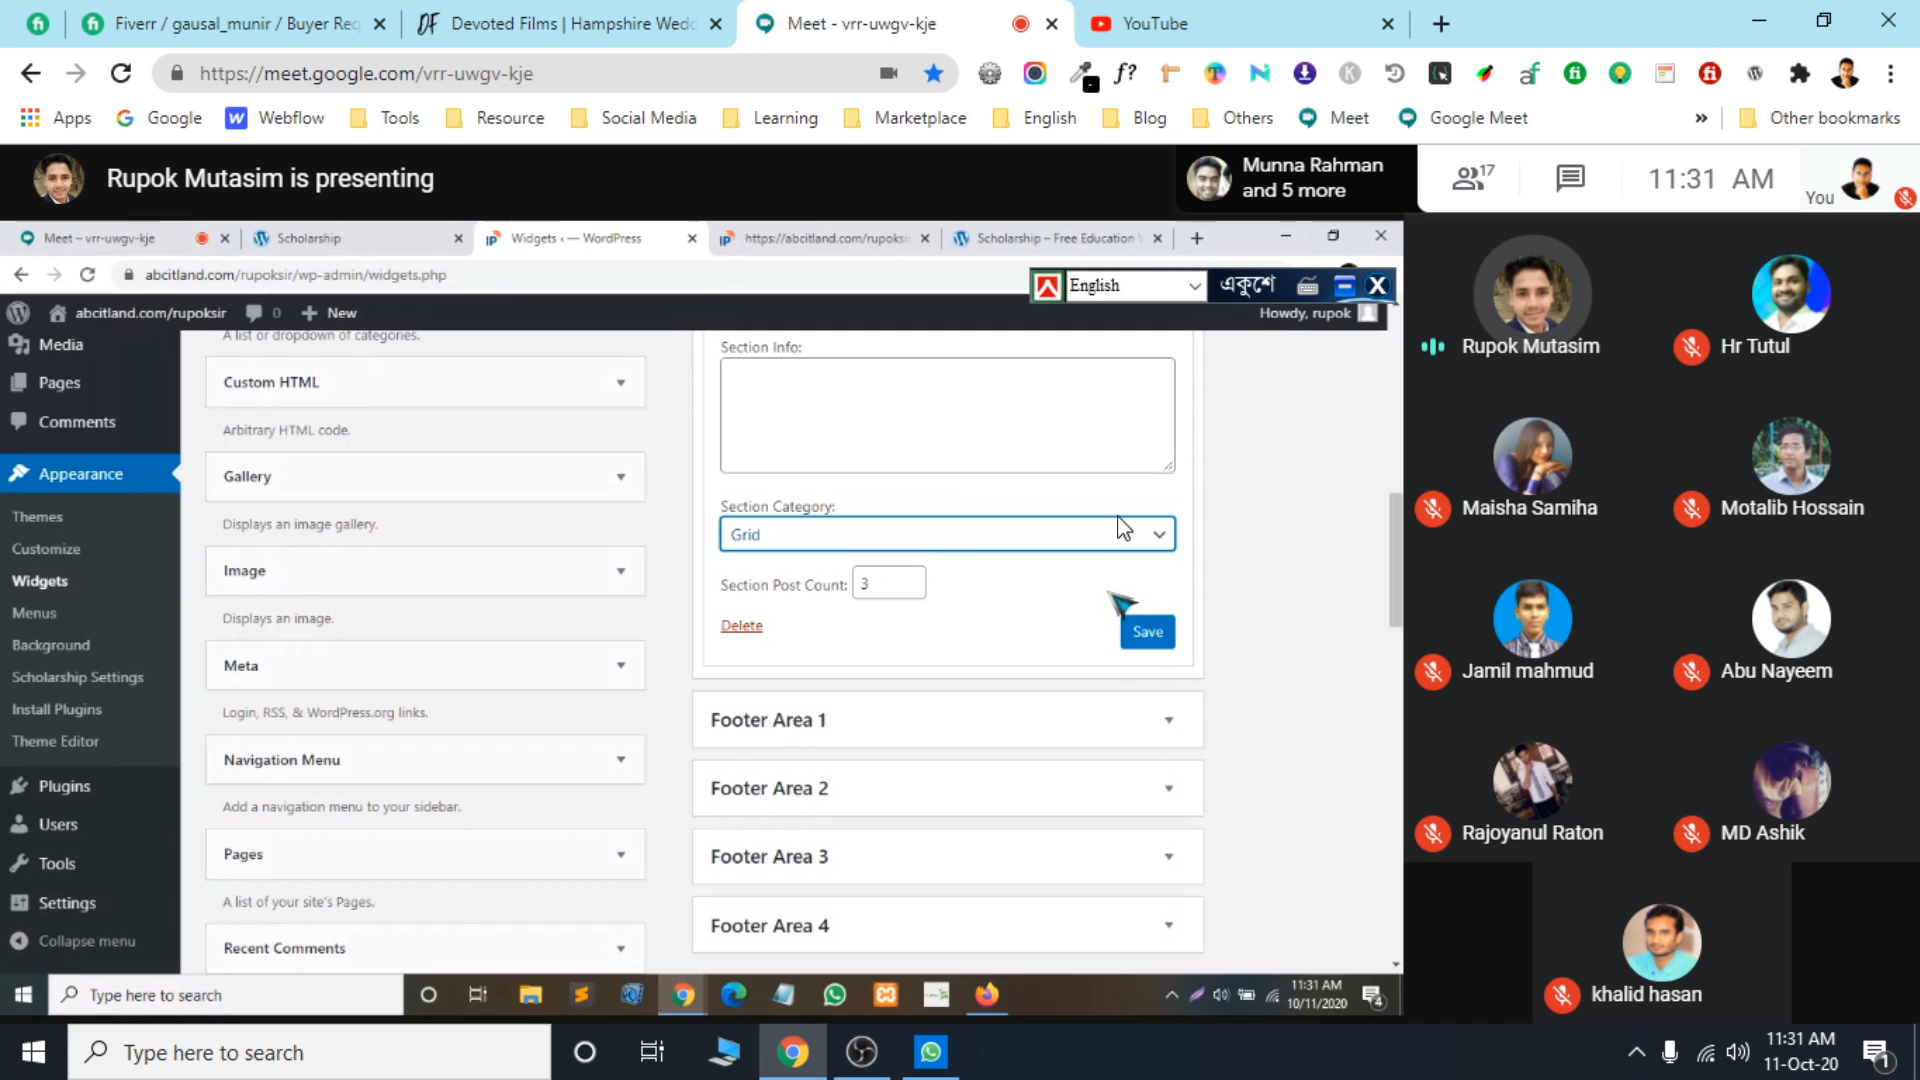 Fiverr / gausal_munir / Buyer Req
Devoted Films | Hampshire Wedd
Meet - vrr-uwgv-kje
YouTube
https://meet.google.com/vrr-uwgv-kje
Apps
Google
Webflow
Tools
Resource
Social Media
Learning
Marketplace
English
Blog
Others
Meet
Google Meet
Other bookmarks
Rupok Mutasim is presenting
Munna Rahman
and 5 more
17
11:31 AM
You
Meet – vrr-uwgv-kje
Scholarship
Widgets ‹ — WordPress
https://abcitland.com/rupoksir
Scholarship – Free Education
abcitland.com/rupoksir/wp-admin/widgets.php
English
একুশে
abcitland.com/rupoksir
0
New
Howdy, rupok
Media
Pages
Comments
Appearance
Themes
Customize
Widgets
Menus
Background
Scholarship Settings
Install Plugins
Theme Editor
Plugins
Users
Tools
Settings
Collapse menu
A list or dropdown of categories.
Custom HTML
Arbitrary HTML code.
Gallery
Displays an image gallery.
Image
Displays an image.
Meta
Login, RSS, & WordPress.org links.
Navigation Menu
Add a navigation menu to your sidebar.
Pages
A list of your site's Pages.
Recent Comments
Section Info:
Section Category:
Grid
Section Post Count: 3
Delete
Save
Footer Area 1
Footer Area 2
Footer Area 3
Footer Area 4
Rupok Mutasim
Hr Tutul
Maisha Samiha
Motalib Hossain
Jamil mahmud
Abu Nayeem
Rajoyanul Raton
MD Ashik
khalid hasan
Type here to search
11:31 AM
10/11/2020
4
Type here to search
11:31 AM
11-Oct-20
1